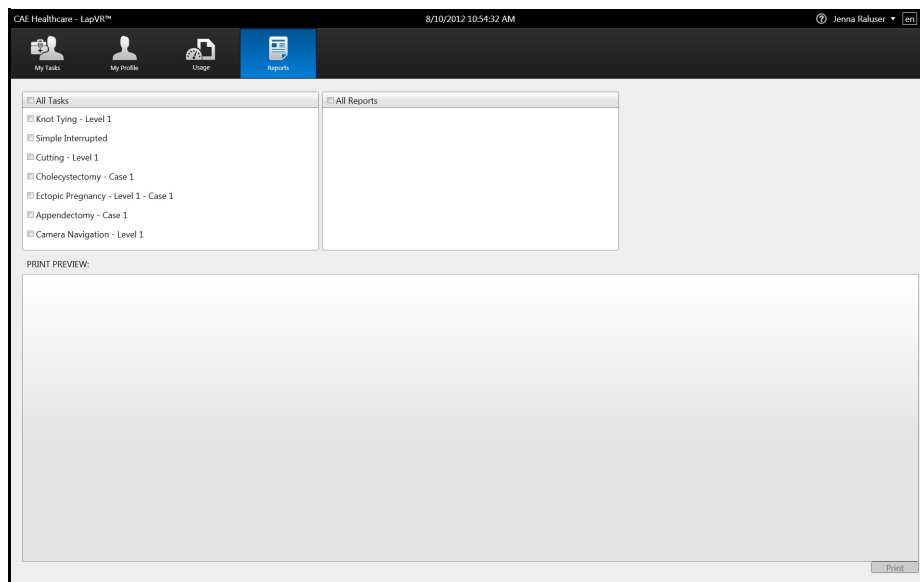 CAE Healthcare - LapVR™ 8/10/2012 10:54:32 AM ? Jenna Raluser ▼ en
My Tasks My Profile Usage Reports
All Tasks All Reports
Knot Tying - Level 1
Simple Interrupted
Cutting - Level 1
Cholecystectomy - Case 1
Ectopic Pregnancy - Level 1 - Case 1
Appendectomy - Case 1
Camera Navigation - Level 1
PRINT PREVIEW:
Print